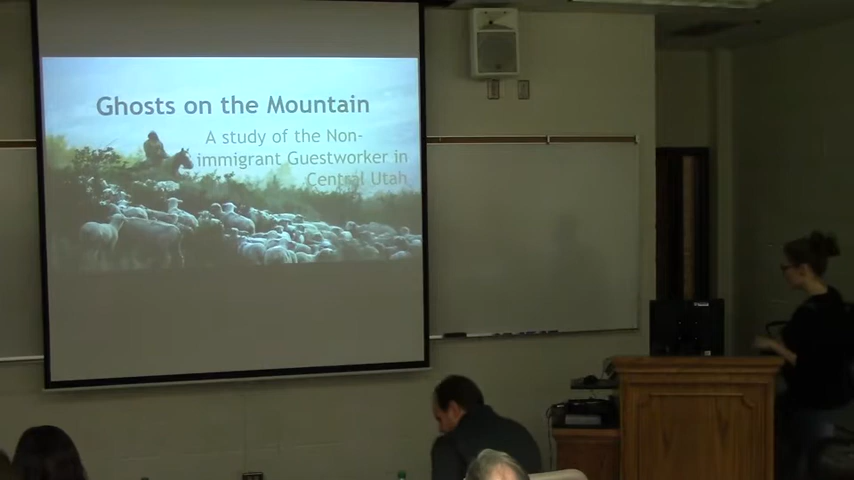 Ghosts on the Mountain
A study of the Non-
immigrant Guestworker in
Central Utah